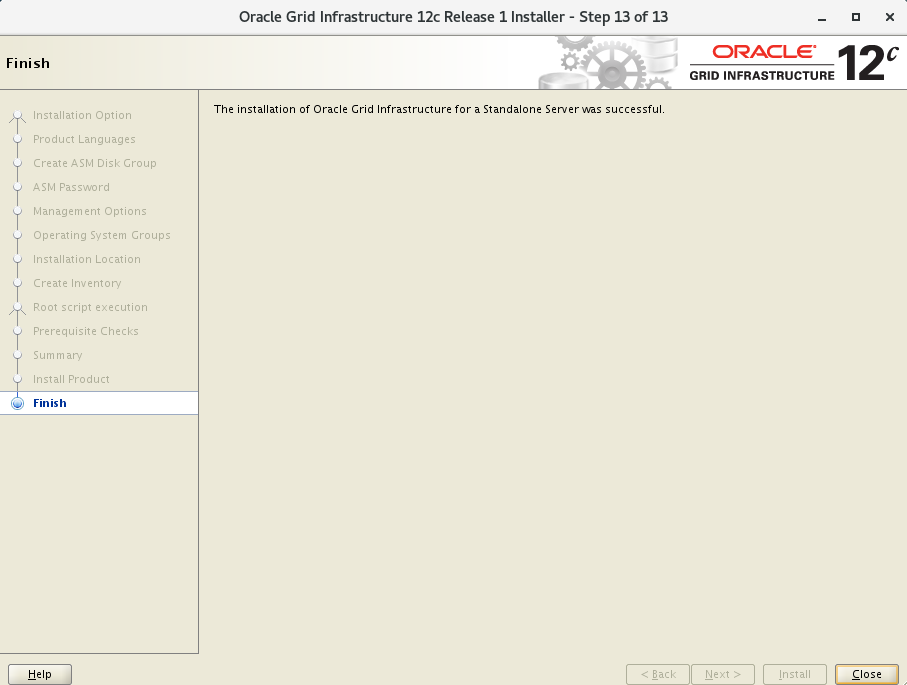 Oracle Grid Infrastructure 12c Release 1 Installer - Step 13 of 13
Finish
ORACLE
GRID INFRASTRUCTURE
12c
Installation Option
Product Languages
Create ASM Disk Group
ASM Password
Management Options
Operating System Groups
Installation Location
Create Inventory
Root script execution
Prerequisite Checks
Summary
Install Product
Finish
The installation of Oracle Grid Infrastructure for a Standalone Server was successful.
Help
< Back
Next >
Install
Close